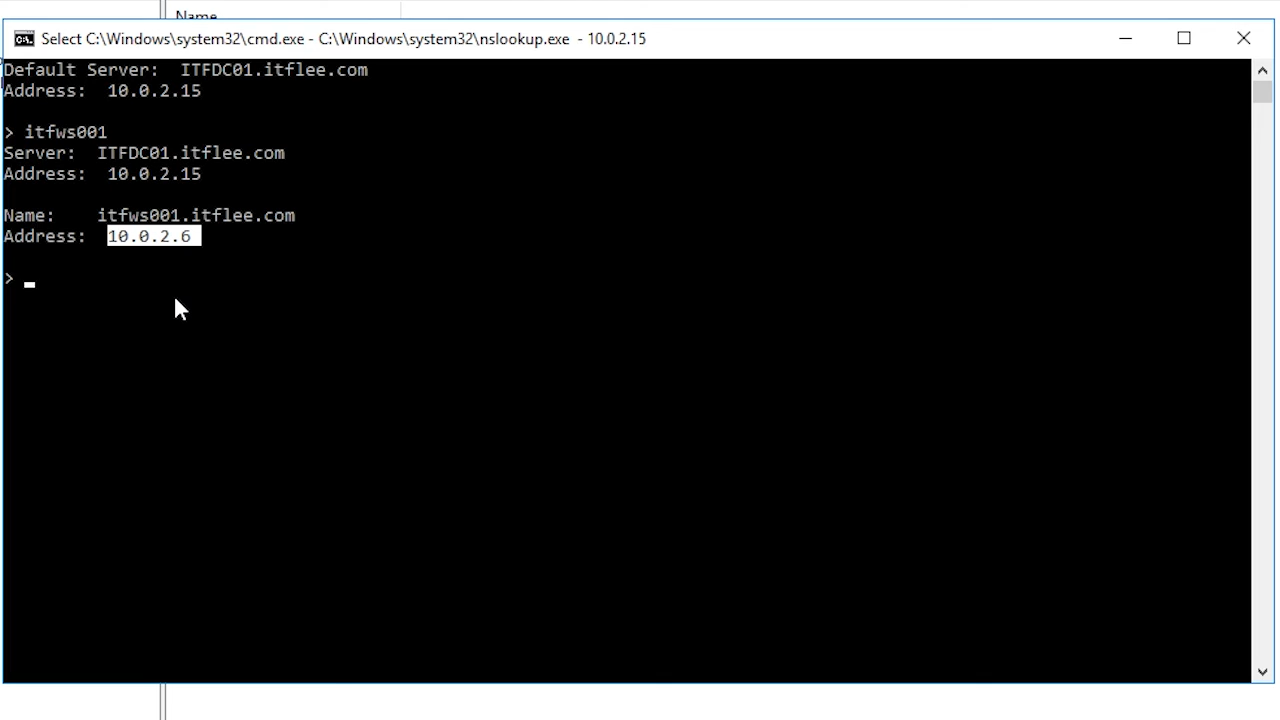 Name
Select C:\Windows\system32\cmd.exe - C:\Windows\system32\nslookup.exe - 10.0.2.15
Default Server:  ITFDC01.itflee.com
Address:  10.0.2.15
> itfws001
Server:  ITFDC01.itflee.com
Address:  10.0.2.15
Name:    itfws001.itflee.com
Address:  10.0.2.6
>